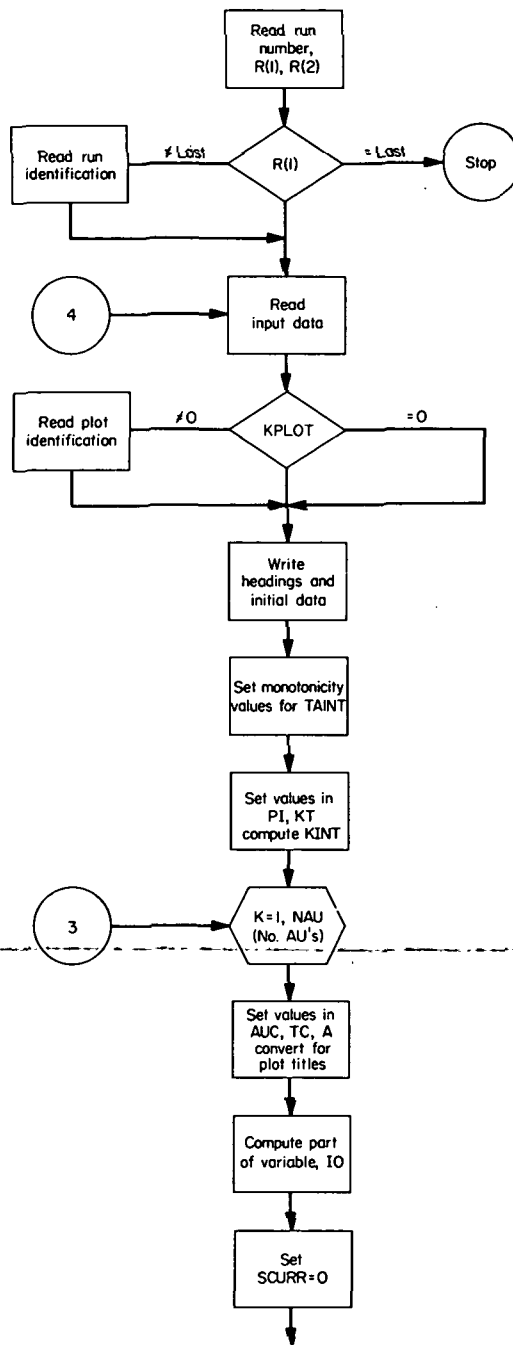 Read run
number,
R(1), R(2)
Read run
identification
≠ Last
R(1)
= Last
Stop
4
Read
input data
Read plot
identification
≠0
KPLOT
=0
Write
headings and
initial data
Set monotonicity
values for TAINT
Set values in
PI, KT
compute KINT
3
K=1, NAU
(No. AU's)
Set values in
AUC, TC, A
convert for
plot titles
Compute part
of variable, IO
Set
SCURR=0